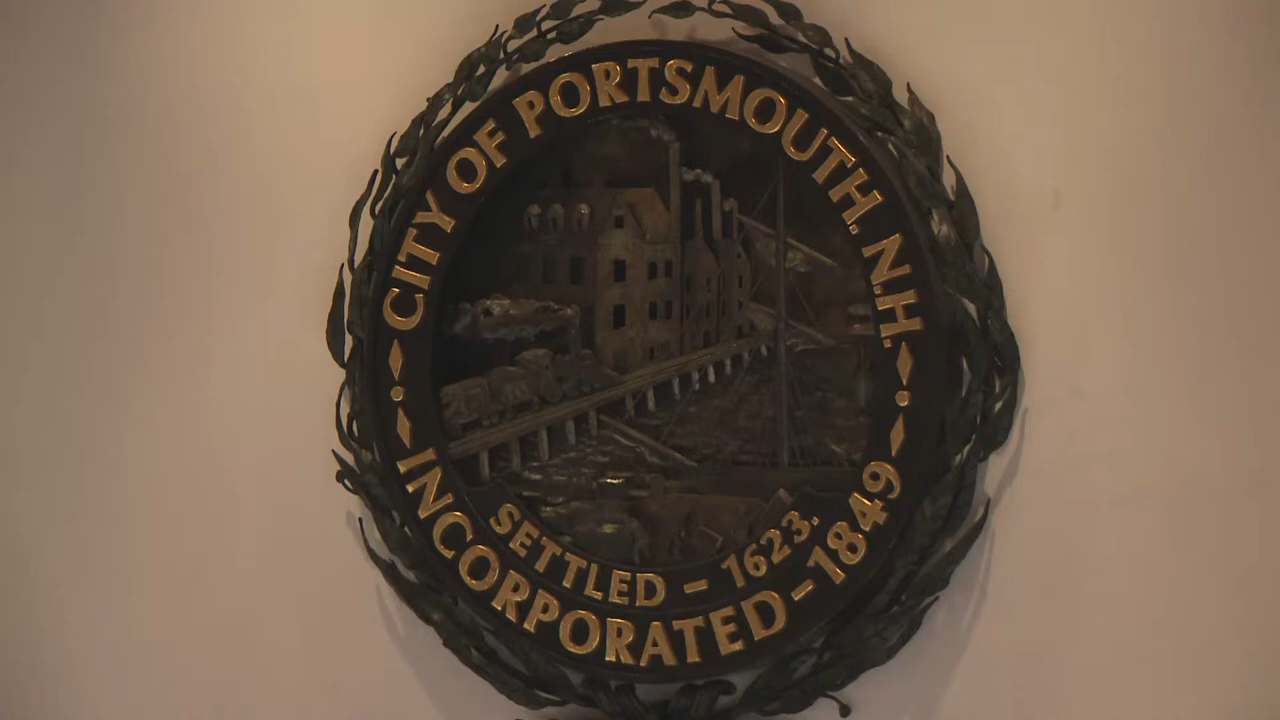 CITY OF PORTSMOUTH. N.H.
SETTLED – 1623.
INCORPORATED – 1849